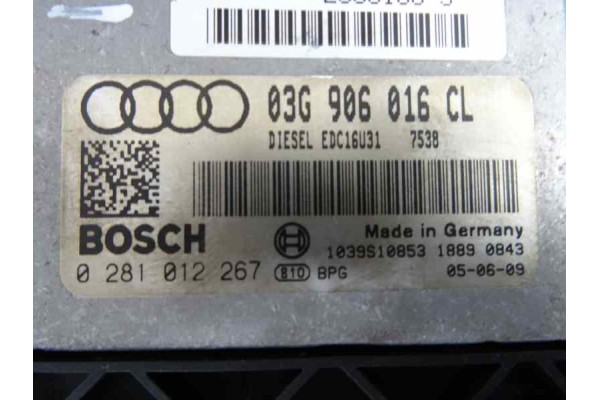 03G 906 016 CL
DIESEL EDC16U31 7538
BOSCH
Made in Germany
1039S10853 1889 0843
0 281 012 267 810 BPG 05-06-09